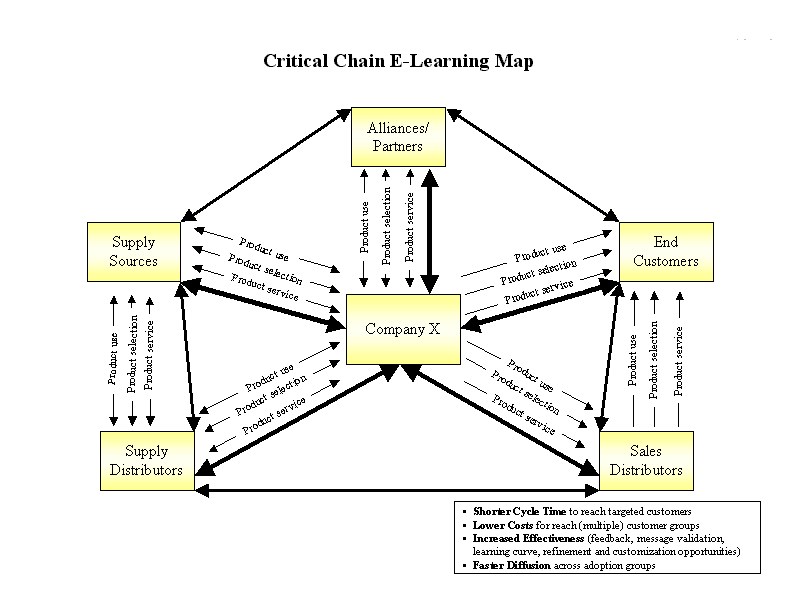 Critical Chain E-Learning Map
Alliances/
Partners
Product use
Product selection
Product service
Supply
Sources
Product use
Product selection
Product service
Product use
Product selection
Product service
End
Customers
Company X
Product use
Product selection
Product service
Product use
Product selection
Product service
Product use
Product selection
Product service
Product use
Product selection
Product service
Supply
Distributors
Sales
Distributors
• Shorter Cycle Time to reach targeted customers
• Lower Costs for reach (multiple) customer groups
• Increased Effectiveness (feedback, message validation,
learning curve, refinement and customization opportunities)
• Faster Diffusion across adoption groups